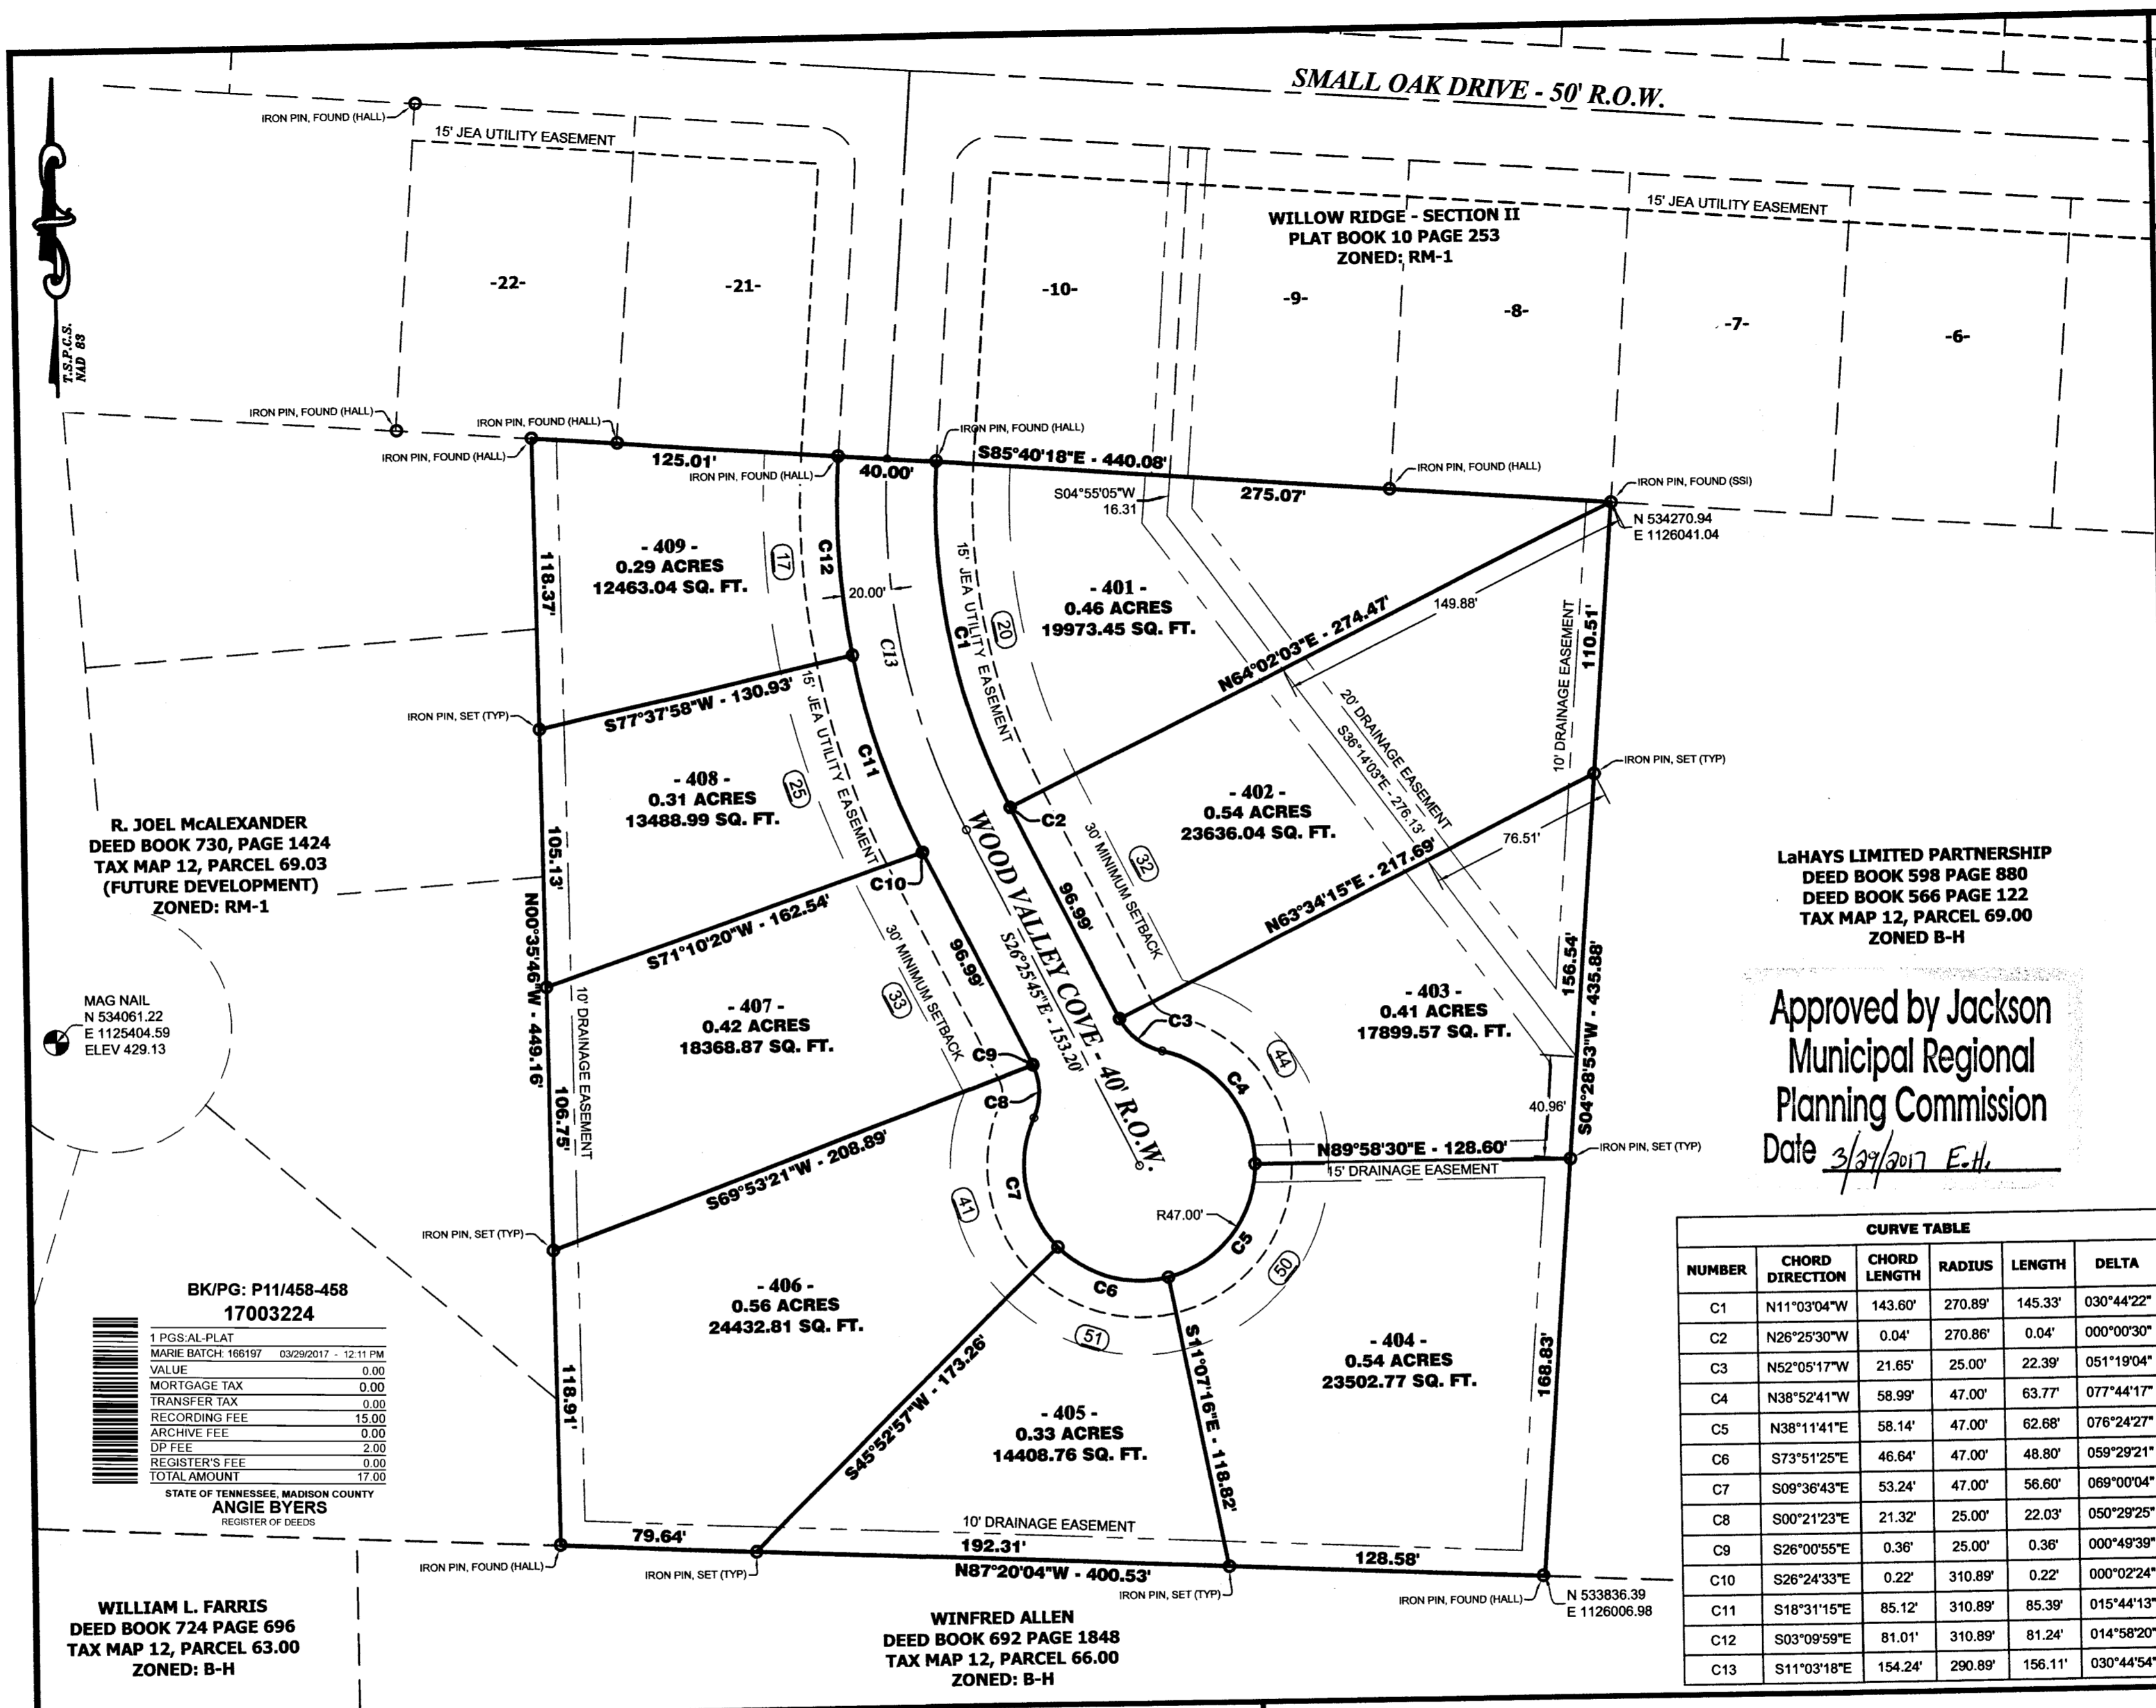 SMALL OAK DRIVE - 50' R.O.W.
IRON PIN, FOUND (HALL)
15' JEA UTILITY EASEMENT
WILLOW RIDGE - SECTION II
PLAT BOOK 10 PAGE 253
ZONED: RM-1
15' JEA UTILITY EASEMENT
-22-
-21-
-10-
-9-
-8-
-7-
-6-
T.S.P.C.S.
NAD 83
IRON PIN, FOUND (HALL)
IRON PIN, FOUND (HALL)
IRON PIN, FOUND (HALL)
125.01'
IRON PIN, FOUND (HALL)
40.00'
IRON PIN, FOUND (HALL)
S85°40'18"E - 440.08'
275.07'
IRON PIN, FOUND (HALL)
IRON PIN, FOUND (SSI)
N 534270.94
E 1126041.04
S04°55'05"W
16.31
- 409 -
0.29 ACRES
12463.04 SQ. FT.
118.37'
17
C12
20.00'
C13
C1
15' JEA UTILITY EASEMENT
20
- 401 -
0.46 ACRES
19973.45 SQ. FT.
N64°02'03"E - 274.47'
149.88'
10' DRAINAGE EASEMENT
110.51'
S77°37'58"W - 130.93'
IRON PIN, SET (TYP)
15' JEA UTILITY EASEMENT
C11
25
- 408 -
0.31 ACRES
13488.99 SQ. FT.
105.13'
C2
- 402 -
0.54 ACRES
23636.04 SQ. FT.
32
30' MINIMUM SETBACK
20' DRAINAGE EASEMENT
S36°14'03"E - 276.13'
IRON PIN, SET (TYP)
76.51'
N63°34'15"E - 217.69'
R. JOEL McALEXANDER
DEED BOOK 730, PAGE 1424
TAX MAP 12, PARCEL 69.03
(FUTURE DEVELOPMENT)
ZONED: RM-1
LaHAYS LIMITED PARTNERSHIP
DEED BOOK 598 PAGE 880
DEED BOOK 566 PAGE 122
TAX MAP 12, PARCEL 69.00
ZONED B-H
C10
S71°10'20"W - 162.54'
N00°35'46"W - 449.16'
WOOD VALLEY COVE - 40' R.O.W.
S26°25'45"E - 153.20'
96.99'
96.99'
30' MINIMUM SETBACK
33
- 407 -
0.42 ACRES
18368.87 SQ. FT.
10' DRAINAGE EASEMENT
106.75'
MAG NAIL
N 534061.22
E 1125404.59
ELEV 429.13
C3
C4
44
- 403 -
0.41 ACRES
17899.57 SQ. FT.
156.54'
S04°28'53"W - 435.88'
40.96'
Approved by Jackson
Municipal Regional
Planning Commission
Date 3/29/2017 E.H.
C9
C8
C7
41
S69°53'21"W - 208.89'
IRON PIN, SET (TYP)
N89°58'30"E - 128.60'
15' DRAINAGE EASEMENT
IRON PIN, SET (TYP)
R47.00'
C5
50
C6
51
- 406 -
0.56 ACRES
24432.81 SQ. FT.
118.91'
S45°52'57"W - 173.26'
- 405 -
0.33 ACRES
14408.76 SQ. FT.
S11°07'16"E - 118.82'
- 404 -
0.54 ACRES
23502.77 SQ. FT.
168.83'
10' DRAINAGE EASEMENT
79.64'
192.31'
N87°20'04"W - 400.53'
128.58'
IRON PIN, FOUND (HALL)
IRON PIN, SET (TYP)
IRON PIN, SET (TYP)
IRON PIN, FOUND (HALL)
N 533836.39
E 1126006.98
BK/PG: P11/458-458
17003224
1 PGS:AL-PLAT
MARIE BATCH: 166197 03/29/2017 - 12:11 PM
VALUE 0.00
MORTGAGE TAX 0.00
TRANSFER TAX 0.00
RECORDING FEE 15.00
ARCHIVE FEE 0.00
DP FEE 2.00
REGISTER'S FEE 0.00
TOTAL AMOUNT 17.00
STATE OF TENNESSEE, MADISON COUNTY
ANGIE BYERS
REGISTER OF DEEDS
WILLIAM L. FARRIS
DEED BOOK 724 PAGE 696
TAX MAP 12, PARCEL 63.00
ZONED: B-H
WINFRED ALLEN
DEED BOOK 692 PAGE 1848
TAX MAP 12, PARCEL 66.00
ZONED: B-H
CURVE TABLE
NUMBER CHORD DIRECTION CHORD LENGTH RADIUS LENGTH DELTA
C1 N11°03'04"W 143.60' 270.89' 145.33' 030°44'22"
C2 N26°25'30"W 0.04' 270.86' 0.04' 000°00'30"
C3 N52°05'17"W 21.65' 25.00' 22.39' 051°19'04"
C4 N38°52'41"W 58.99' 47.00' 63.77' 077°44'17"
C5 N38°11'41"E 58.14' 47.00' 62.68' 076°24'27"
C6 S73°51'25"E 46.64' 47.00' 48.80' 059°29'21"
C7 S09°36'43"E 53.24' 47.00' 56.60' 069°00'04"
C8 S00°21'23"E 21.32' 25.00' 22.03' 050°29'25"
C9 S26°00'55"E 0.36' 25.00' 0.36' 000°49'39"
C10 S26°24'33"E 0.22' 310.89' 0.22' 000°02'24"
C11 S18°31'15"E 85.12' 310.89' 85.39' 015°44'13"
C12 S03°09'59"E 81.01' 310.89' 81.24' 014°58'20"
C13 S11°03'18"E 154.24' 290.89' 156.11' 030°44'54"